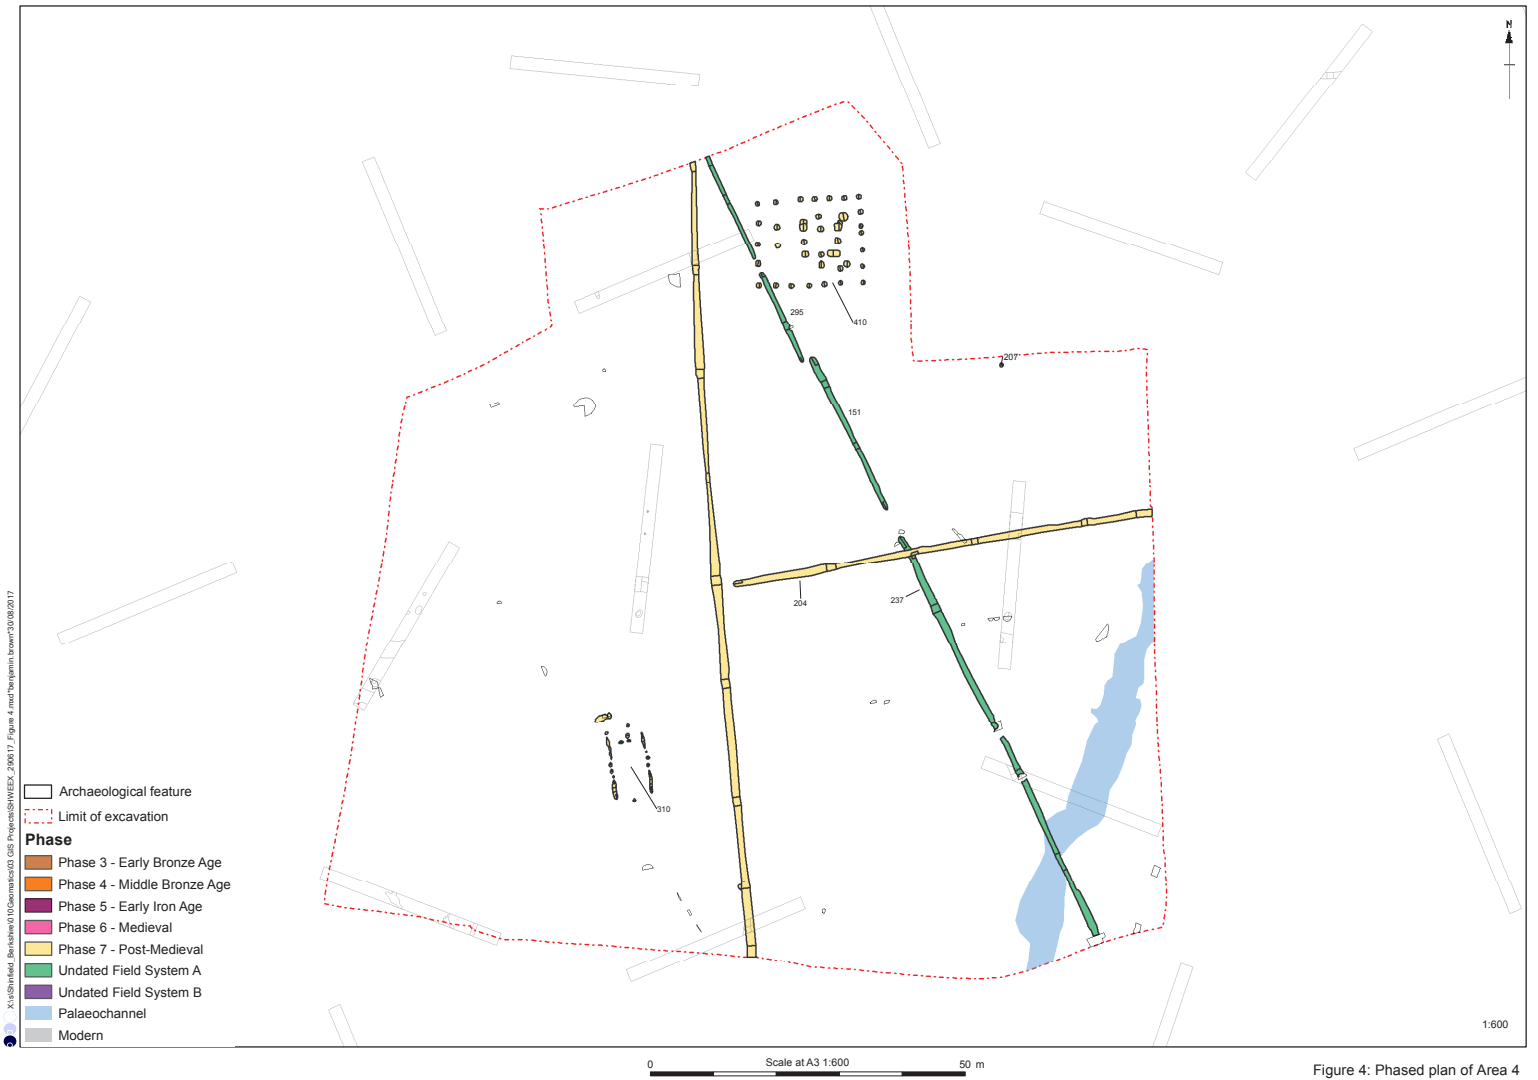 N
295
410
207
151
204
237
310
Archaeological feature
Limit of excavation
Phase
Phase 3 - Early Bronze Age
Phase 4 - Middle Bronze Age
Phase 5 - Early Iron Age
Phase 6 - Medieval
Phase 7 - Post-Medieval
Undated Field System A
Undated Field System B
Palaeochannel
Modern
1:600
0 Scale at A3 1:600 50 m
Figure 4: Phased plan of Area 4